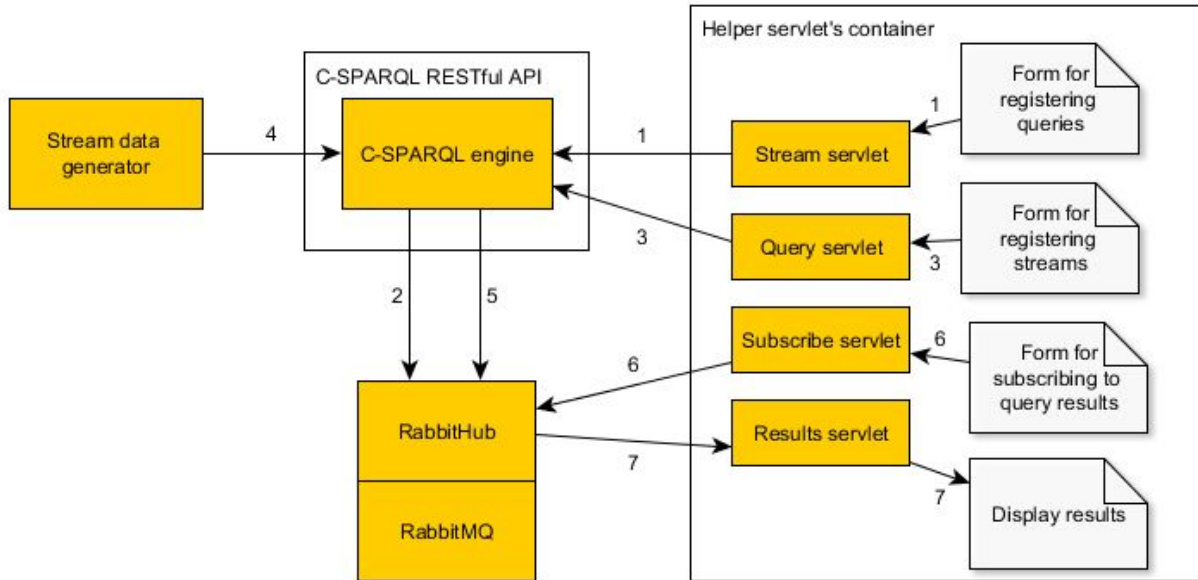 Helper servlet's container
C-SPARQL RESTful API
Form for
registering
queries
1
Stream data
generator
4
C-SPARQL engine
1
Stream servlet
Form for
registering
streams
3
3
Query servlet
2
5
Subscribe servlet
6
Form for
subscribing to
query results
6
RabbitHub
7
Results servlet
7
Display results
RabbitMQ